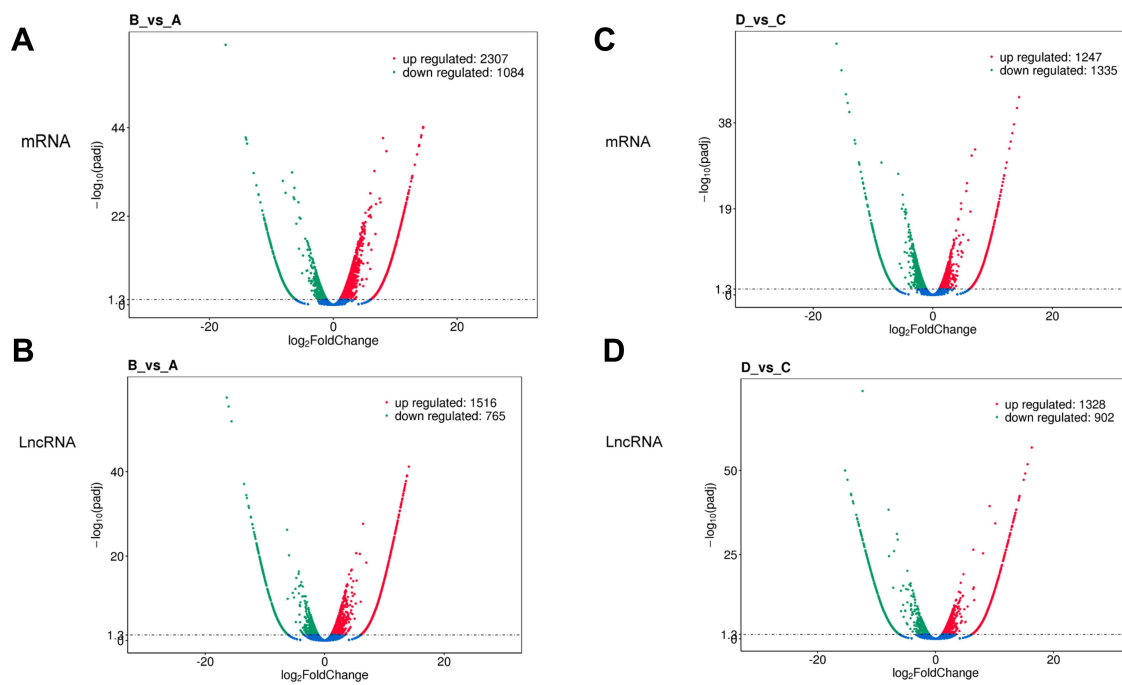 A
B_vs_A
up regulated: 2307
down regulated: 1084
mRNA
−log10(padj)
44
22
1.3
0
-20
0
20
log2FoldChange
C
D_vs_C
up regulated: 1247
down regulated: 1335
mRNA
−log10(padj)
38
19
1.3
0
-20
0
20
log2FoldChange
B
B_vs_A
up regulated: 1516
down regulated: 765
LncRNA
−log10(padj)
40
20
1.3
0
-20
0
20
log2FoldChange
D
D_vs_C
up regulated: 1328
down regulated: 902
LncRNA
−log10(padj)
50
25
1.3
0
-20
0
20
log2FoldChange